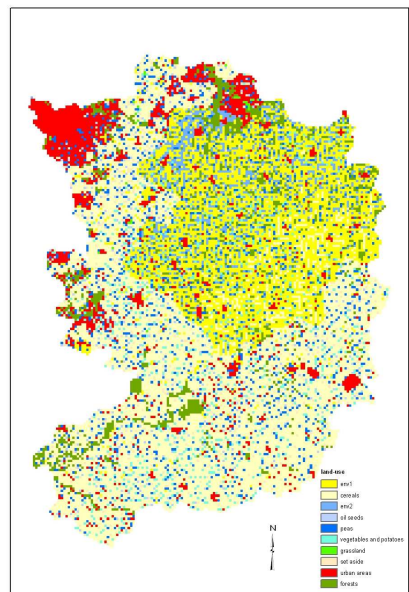 N
land-use
env1
cereals
env2
oil seeds
peas
vegetables and potatoes
grassland
set aside
urban areas
forests